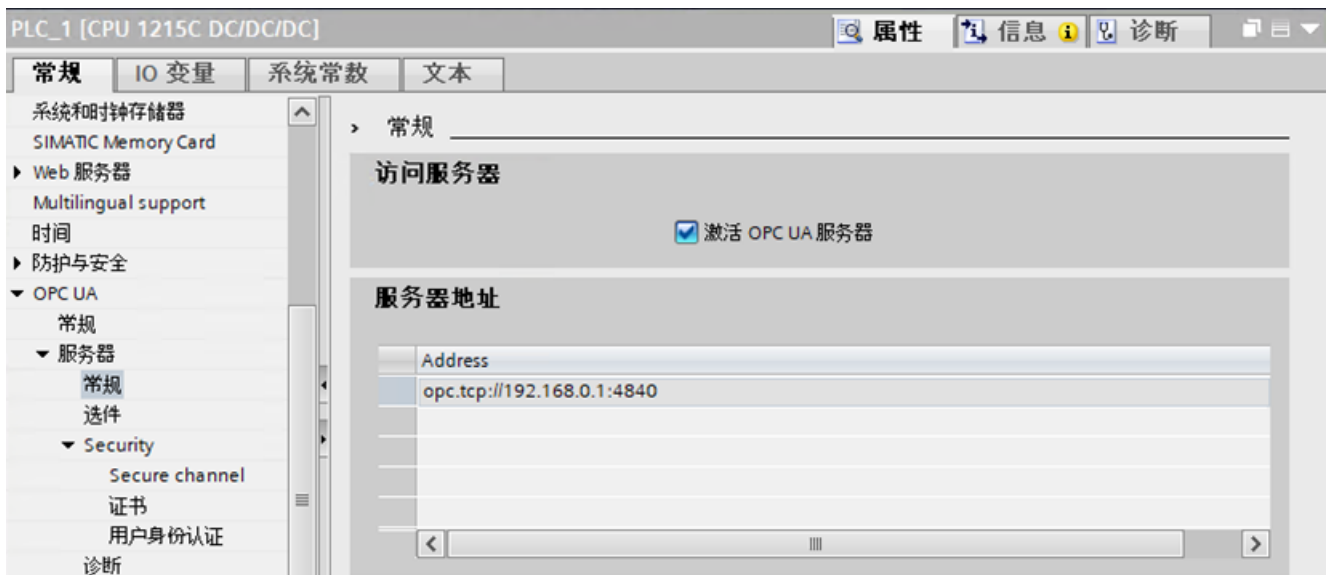 PLC_1 [CPU 1215C DC/DC/DC]
属性
信息
诊断
常规
IO 变量
系统常数
文本
系统和时钟存储器
SIMATIC Memory Card
Web 服务器
Multilingual support
时间
防护与安全
OPC UA
常规
服务器
常规
选件
Security
Secure channel
证书
用户身份认证
诊断
常规
访问服务器
激活 OPC UA 服务器
服务器地址
Address
opc.tcp://192.168.0.1:4840